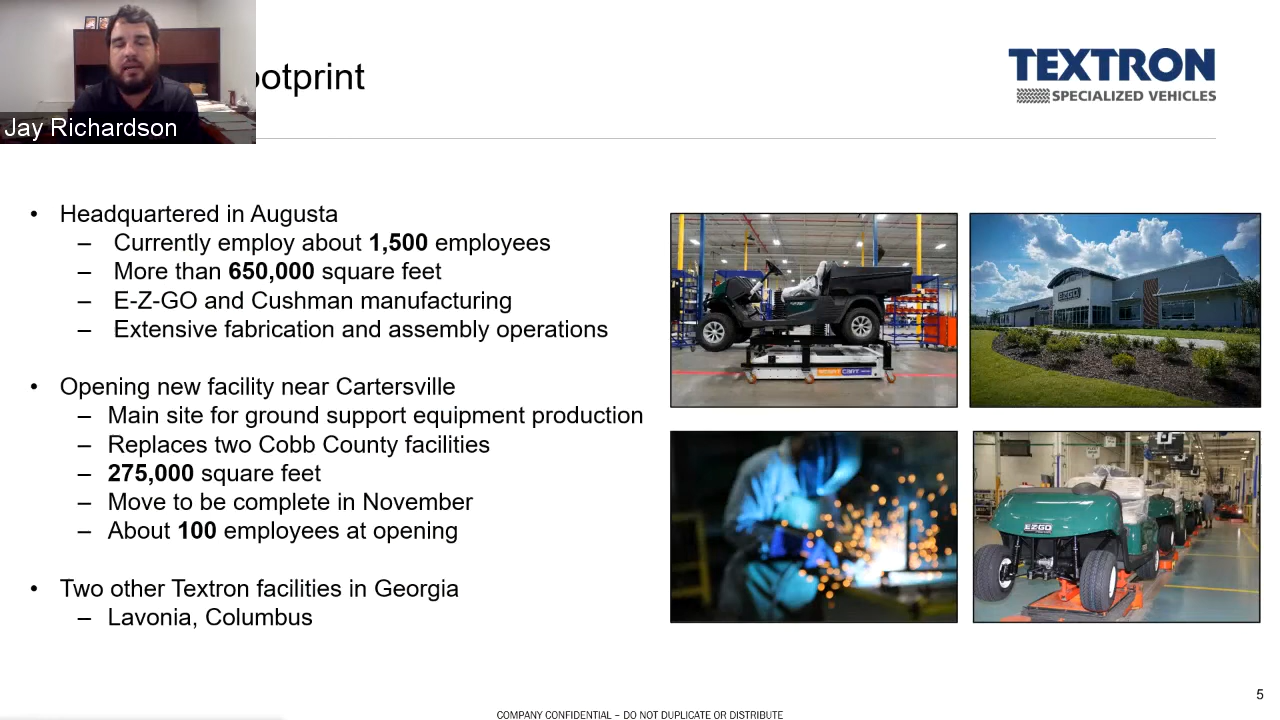 ootprint
TEXTRON
SPECIALIZED VEHICLES
Jay Richardson
• Headquartered in Augusta
– Currently employ about 1,500 employees
– More than 650,000 square feet
– E-Z-GO and Cushman manufacturing
– Extensive fabrication and assembly operations
• Opening new facility near Cartersville
– Main site for ground support equipment production
– Replaces two Cobb County facilities
– 275,000 square feet
– Move to be complete in November
– About 100 employees at opening
• Two other Textron facilities in Georgia
– Lavonia, Columbus
SMART CART
E-Z-GO
E-Z-GO
5
COMPANY CONFIDENTIAL – DO NOT DUPLICATE OR DISTRIBUTE